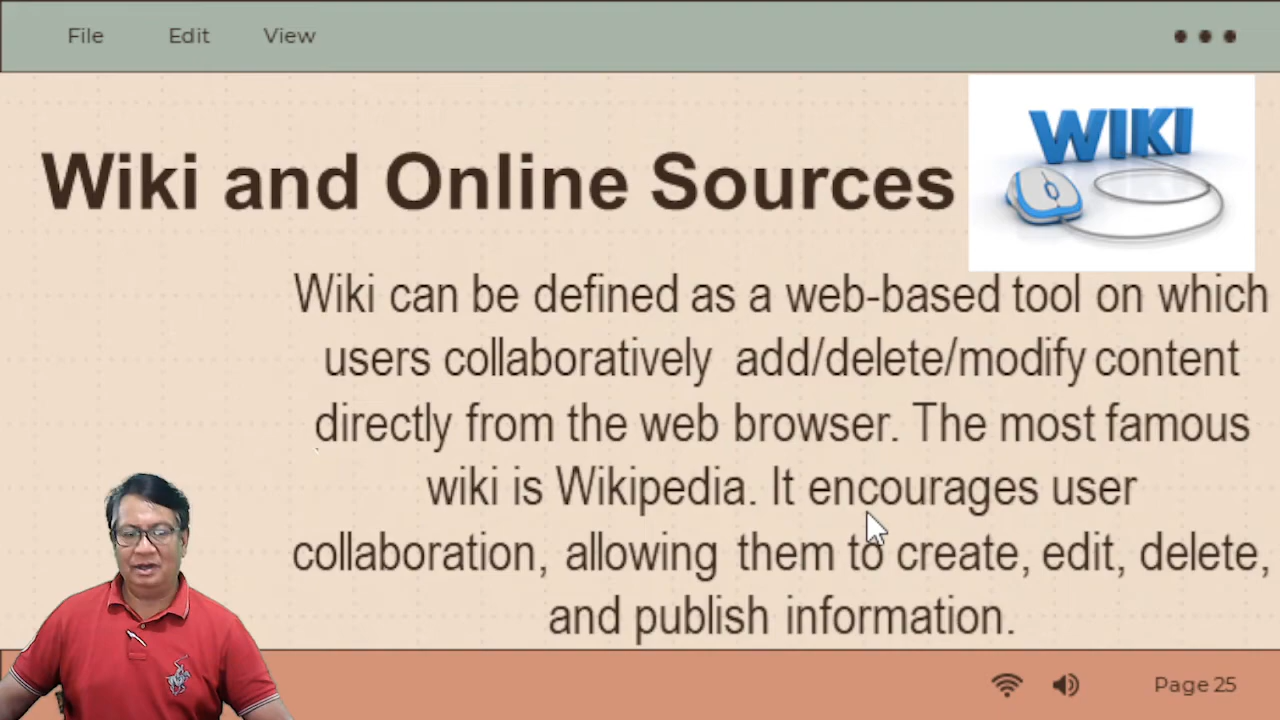 File Edit View
WIKI
Wiki and Online Sources
Wiki can be defined as a web-based tool on which
users collaboratively add/delete/modify content
directly from the web browser. The most famous
wiki is Wikipedia. It encourages user
collaboration, allowing them to create, edit, delete,
and publish information.
Page 25